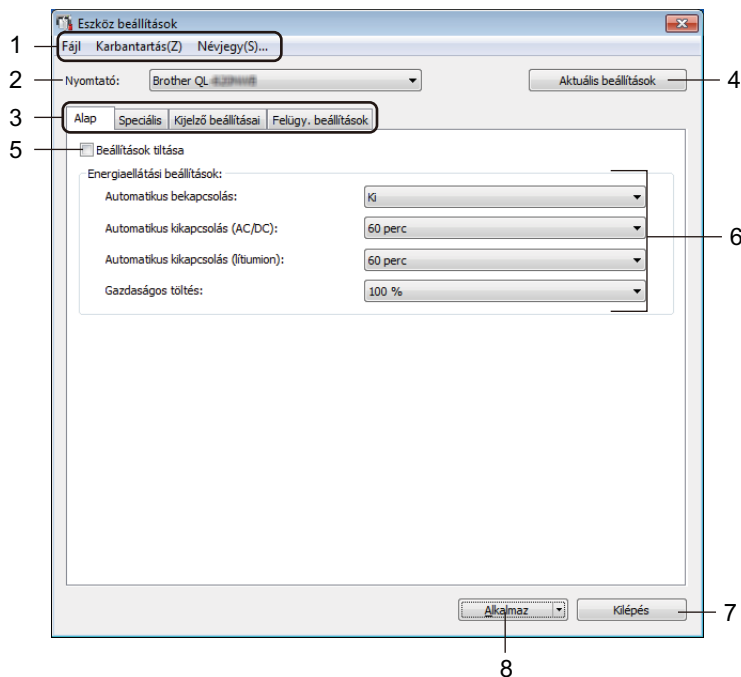 Eszköz beállítások
1
Fájl Karbantartás(Z) Névjegy(S)...
2 Nyomtató: Brother QL Aktuális beállítások 4
3 Alap Speciális Kijelző beállításai Felügy. beállítások
5 Beállítások tiltása
Energiaellátási beállítások:
Automatikus bekapcsolás: Ki
Automatikus kikapcsolás (AC/DC): 60 perc 6
Automatikus kikapcsolás (lítiumion): 60 perc
Gazdaságos töltés: 100 %
Alkalmaz Kilépés 7
8